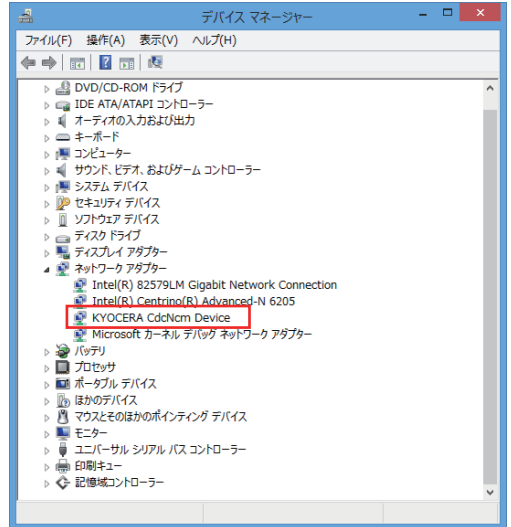 デバイス マネージャー
ファイル(F) 操作(A) 表示(V) ヘルプ(H)
DVD/CD-ROM ドライブ
IDE ATA/ATAPI コントローラー
オーディオの入力および出力
キーボード
コンピューター
サウンド、ビデオ、およびゲーム コントローラー
システム デバイス
セキュリティ デバイス
ソフトウェア デバイス
ディスク ドライブ
ディスプレイ アダプター
ネットワーク アダプター
Intel(R) 82579LM Gigabit Network Connection
Intel(R) Centrino(R) Advanced-N 6205
KYOCERA CdcNcm Device
Microsoft カーネル デバッグ ネットワーク アダプター
バッテリ
プロセッサ
ポータブル デバイス
ほかのデバイス
マウスとそのほかのポインティング デバイス
モニター
ユニバーサル シリアル バス コントローラー
印刷キュー
記憶域コントローラー